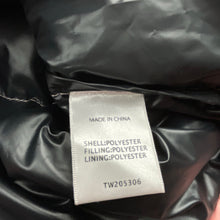 MADE IN CHINA
SHELL:POLYESTER
FILLING:POLYESTER
LINING:POLYESTER
TW205306